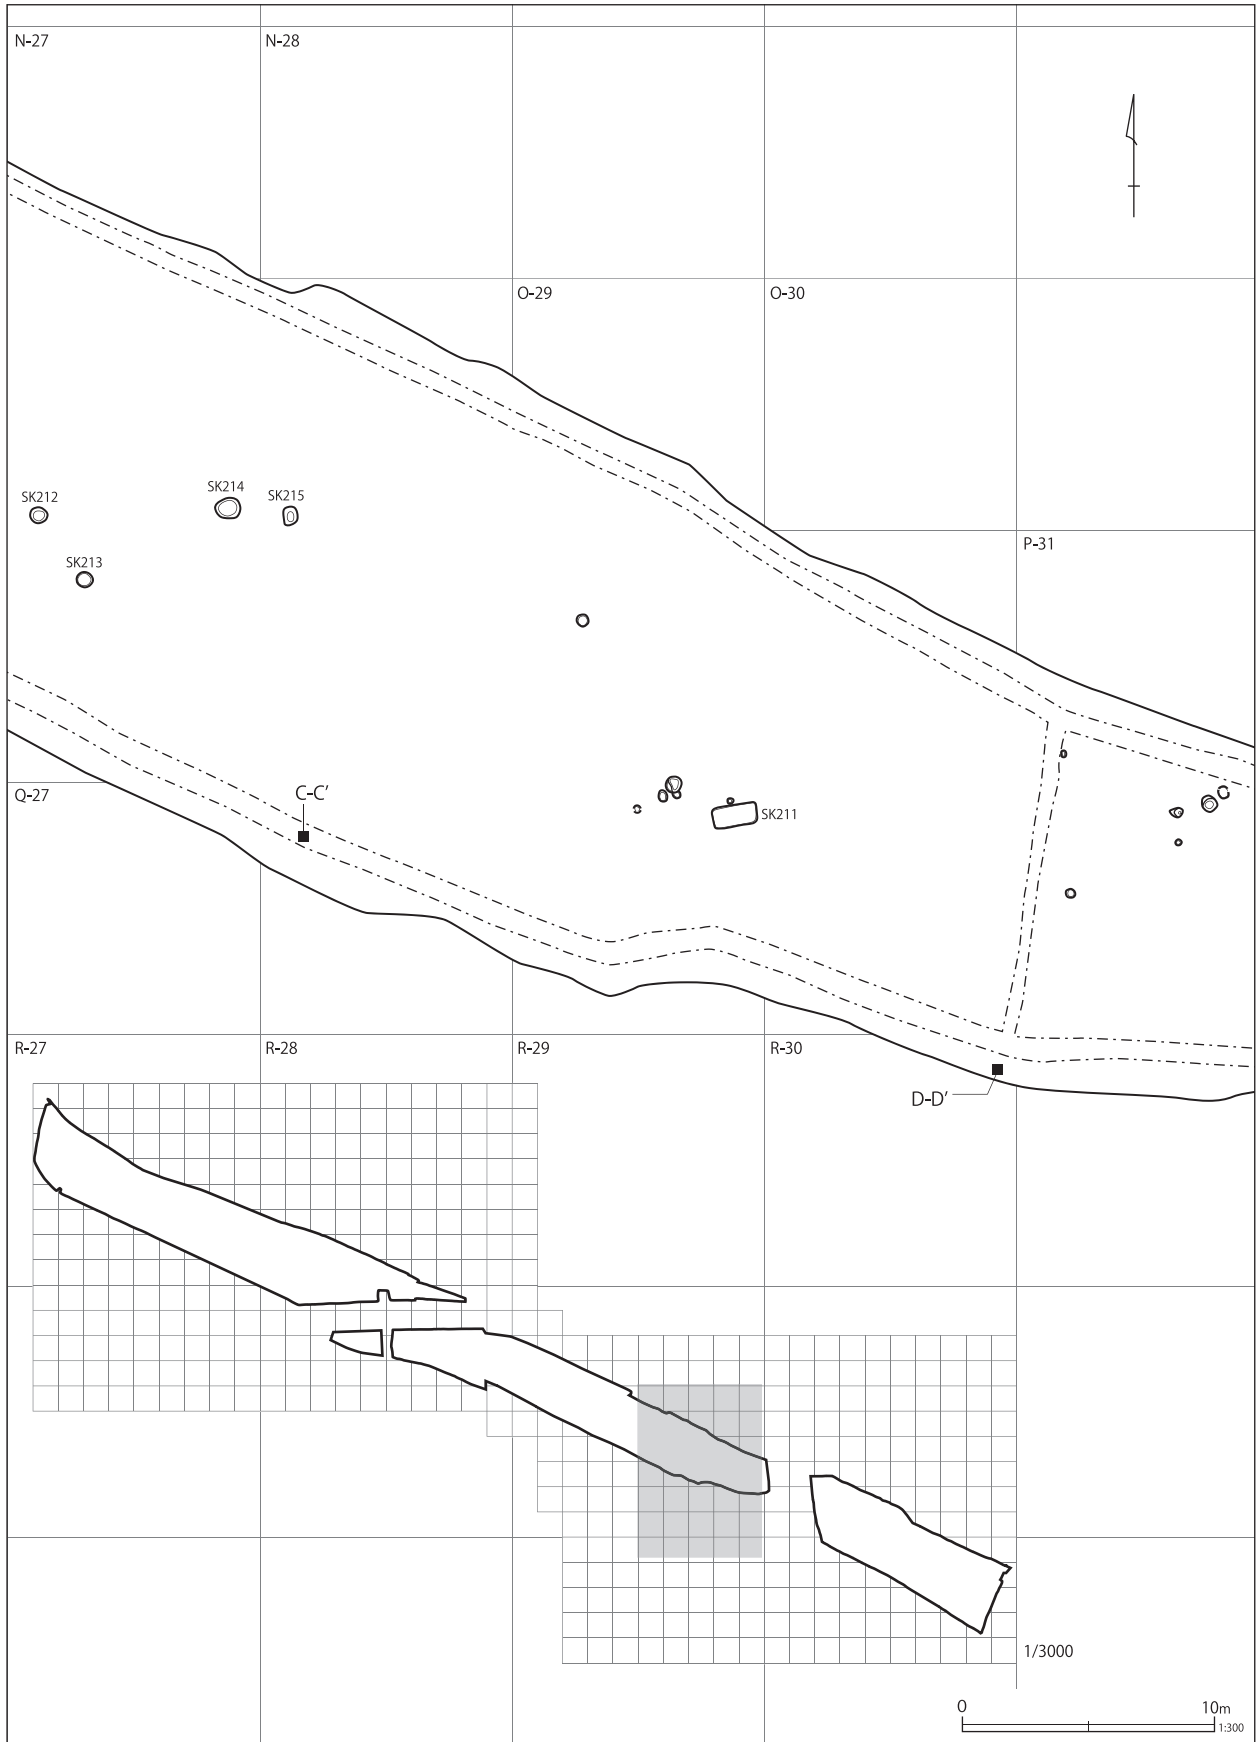 N-27
N-28
O-29
O-30
SK212
SK214
SK215
P-31
SK213
Q-27
C-C'
SK211
R-27
R-28
R-29
R-30
D-D'
1/3000
0
10m
1:300